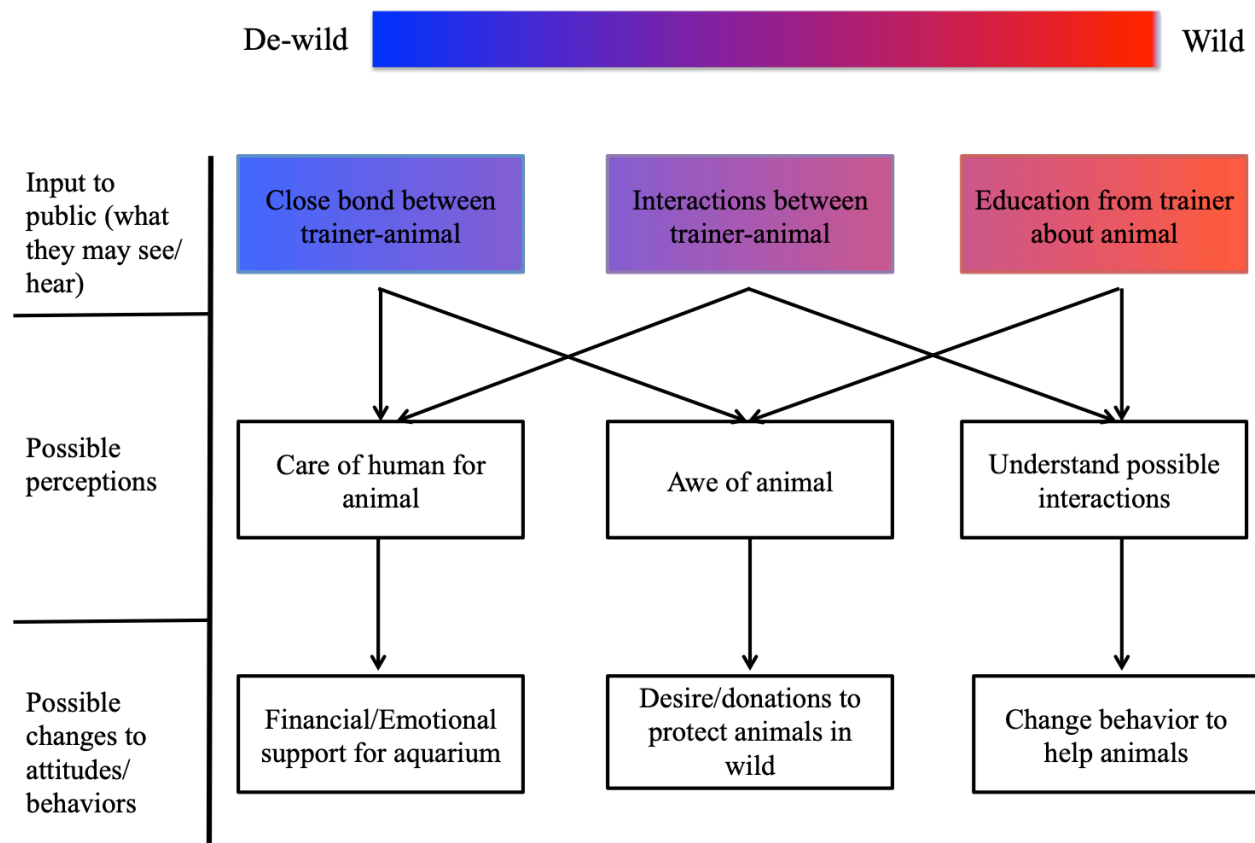 De-wild
Wild
Input to
public (what
they may see/
hear)
Close bond between
trainer-animal
Interactions between
trainer-animal
Education from trainer
about animal
Possible
perceptions
Care of human for
animal
Awe of animal
Understand possible
interactions
Possible
changes to
attitudes/
behaviors
Financial/Emotional
support for aquarium
Desire/donations to
protect animals in
wild
Change behavior to
help animals